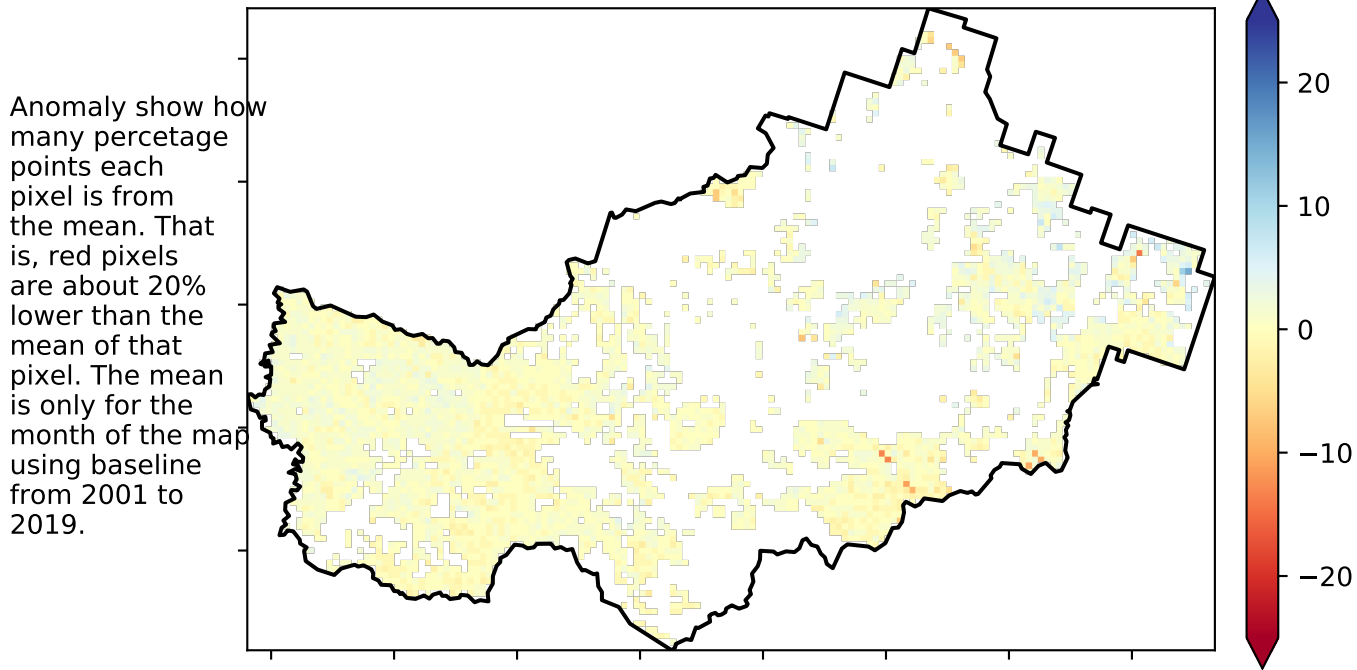 Anomaly show how
many percetage
points each
pixel is from
the mean. That
is, red pixels
are about 20%
lower than the
mean of that
pixel. The mean
is only for the
month of the map
using baseline
from 2001 to
2019.
20
10
0
−10
−20